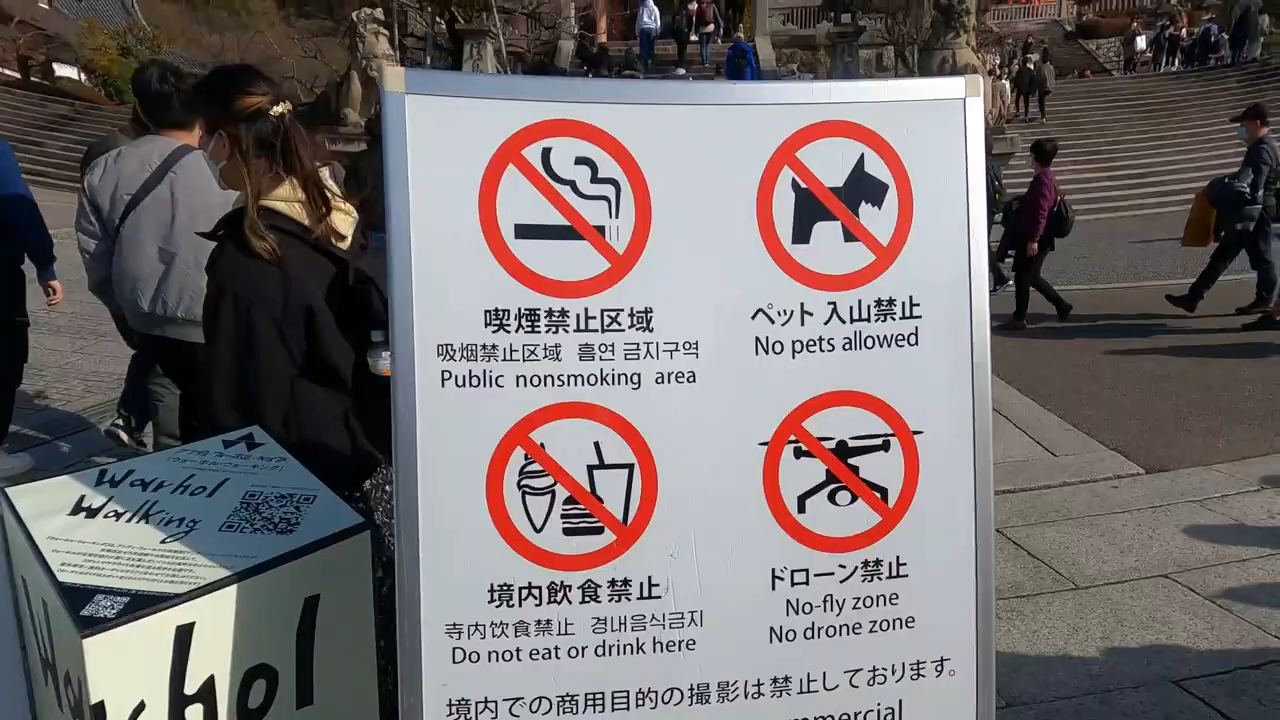 喫煙禁止区域
吸烟禁止区域 흡연 금지구역
Public nonsmoking area
ペット 入山禁止
No pets allowed
境内飲食禁止
寺内饮食禁止 경내음식금지
Do not eat or drink here
ドローン禁止
No-fly zone
No drone zone
境内での商用目的の撮影は禁止しております。
Warhol
Walking
Warhol